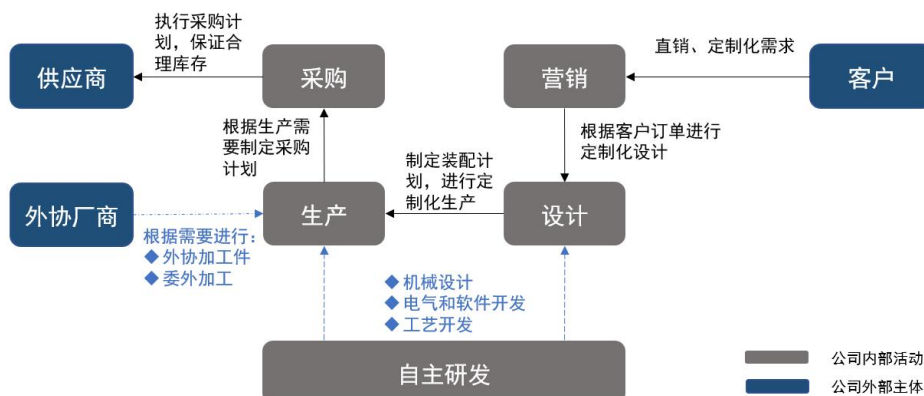 执行采购计
划，保证合
理库存
直销、定制化需求
供应商
采购
营销
客户
根据生产需
要制定采购
计划
根据客户订单进行
定制化设计
制定装配计
划，进行定
制化生产
外协厂商
生产
设计
根据需要进行：
◆ 外协加工件
◆ 委外加工
◆ 机械设计
◆ 电气和软件开发
◆ 工艺开发
自主研发
公司内部活动
公司外部主体